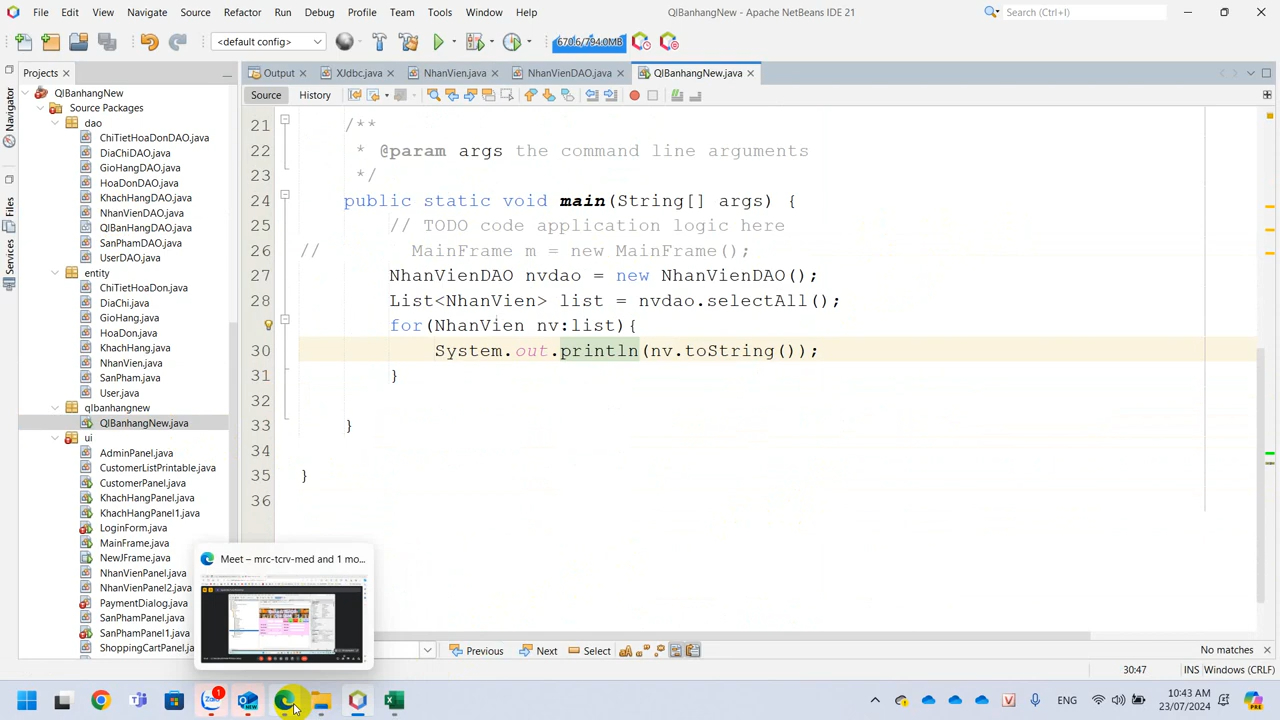 File Edit View Navigate Source Refactor Run Debug Profile Team Tools Window Help
QlBanhangNew - Apache NetBeans IDE 21
Search (Ctrl+I)
<default config>
670.6/794.0MB
Projects
Output
XJdbc.java
NhanVien.java
NhanVienDAO.java
QlBanhangNew.java
Source
History
Navigator
Files
Services
QlBanhangNew
Source Packages
dao
ChiTietHoaDonDAO.java
DiaChiDAO.java
GioHangDAO.java
HoaDonDAO.java
KhachHangDAO.java
NhanVienDAO.java
QlBanHangDAO.java
SanPhamDAO.java
UserDAO.java
entity
ChiTietHoaDon.java
DiaChi.java
GioHang.java
HoaDon.java
KhachHang.java
NhanVien.java
SanPham.java
User.java
qlbanhangnew
QlBanhangNew.java
ui
AdminPanel.java
CustomerListPrintable.java
CustomerPanel.java
KhachHangPanel.java
KhachHangPanel1.java
LoginForm.java
MainFrame.java
NewJFrame.java
NhanVienPanel.java
NhanVienPanel2.java
PaymentDialog.java
SanPhamPanel.java
SanPhamPanel1.java
ShoppingCartPanel.java
21 /**
22 * @param args the command line arguments
23 */
24 public static void main(String[] args) {
25 // TODO code application logic here
26 // MainFrame m = new MainFrame();
27 NhanVienDAO nvdao = new NhanVienDAO();
28 List<NhanVien> list = nvdao.selectAll();
29 for(NhanVien nv:list){
30 System.out.println(nv.toString());
31 }
32
33 }
34
35 }
36
Meet – mrc-tcrv-med and 1 mo...
Previous
Next
Select
INS
1
ENG
10:43 AM
23/07/2024